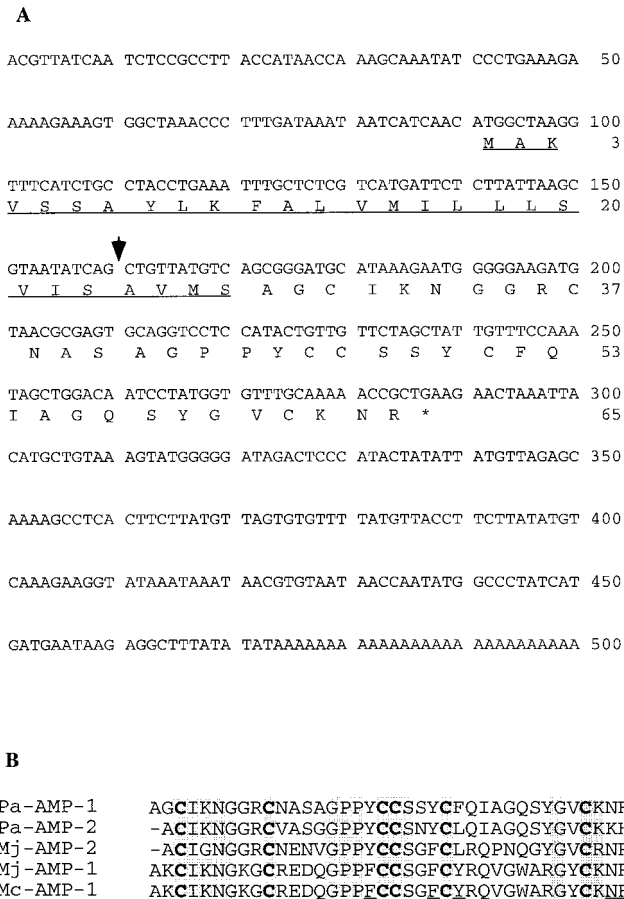 A
ACGTTATCAA TCTCCGCCTT ACCATAACCA AAGCAAATAT CCCTGAAAGA 50
AAAAGAAAGT GGCTAAACCC TTTGATAAAT AATCATCAAC ATGGCTAAGG 100
M A K 3
TTTCATCTGC CTACCTGAAA TTTGCTCTCG TCATGATTCT CTTATTAAGC 150
V S S A Y L K F A L V M I L L L S 20
GTAATATCAG CTGTTATGTC AGCGGGATGC ATAAAGAATG GGGGAAGATG 200
V I S A V M S A G C I K N G G R C 37
TAACGCGAGT GCAGGTCCTC CATACTGTTG TTCTAGCTAT TGTTTCCAAA 250
N A S A G P P Y C C S S Y C F Q 53
TAGCTGGACA ATCCTATGGT GTTTGCAAAA ACCGCTGAAG AACTAAATTA 300
I A G Q S Y G V C K N R * 65
CATGCTGTAAA AGTATGGGGG ATAGACTCCC ATACTATATT ATGTTAGAGC 350
AAAAGCCTCA CTTCTTATGT TAGTGTGTTT TATGTTACCT TCTTATATGT 400
CAAAGAAGGT ATAAATAAAT AACGTGTAAT AACCAATATGG GCCCTATCAT 450
GATGAATAAG AGGCTTTATA TATAAAAAAA AAAAAAAAAA AAAAAAAAAA 500
B
Pa-AMP-1 AGCIKNGGRCNASAGPPYCCSSYCFQIAGQSYGVCKNR
Pa-AMP-2 -ACIKNGGRCVASGGPPYCCSNYCLQIAGQSYGVCKKH
Mj-AMP-2 -ACIGNGGRCNENVGPPYCCSGFCLRQPNQGYGVCRNR
Mj-AMP-1 AKCIKNGKGCREDQGPPFCCSGFCYRQVGWARGYCKNR
Mc-AMP-1 AKCIKNGKGCREDQGPPFCCSGFCYRQVGWARGYCKNR